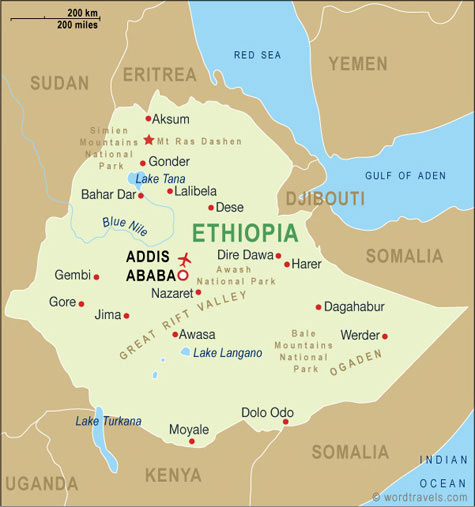 200 km
200 miles
RED SEA
YEMEN
SUDAN
ERITREA
Aksum
Simien
Mountains
National
Park
Mt Ras Dashen
Gonder
Lake Tana
GULF OF ADEN
Bahar Dar
Lalibela
DJIBOUTI
Dese
Blue Nile
ETHIOPIA
SOMALIA
ADDIS
ABABA
Dire Dawa
Harer
Awash
National Park
Gembi
Nazaret
Gore
Jima
GREAT RIFT VALLEY
Dagahabur
Awasa
Bale
Mountains
National
Park
Werder
OGADEN
Lake Langano
Dolo Odo
Lake Turkana
Moyale
SOMALIA
INDIAN
OCEAN
UGANDA
KENYA
© wordtravels.com